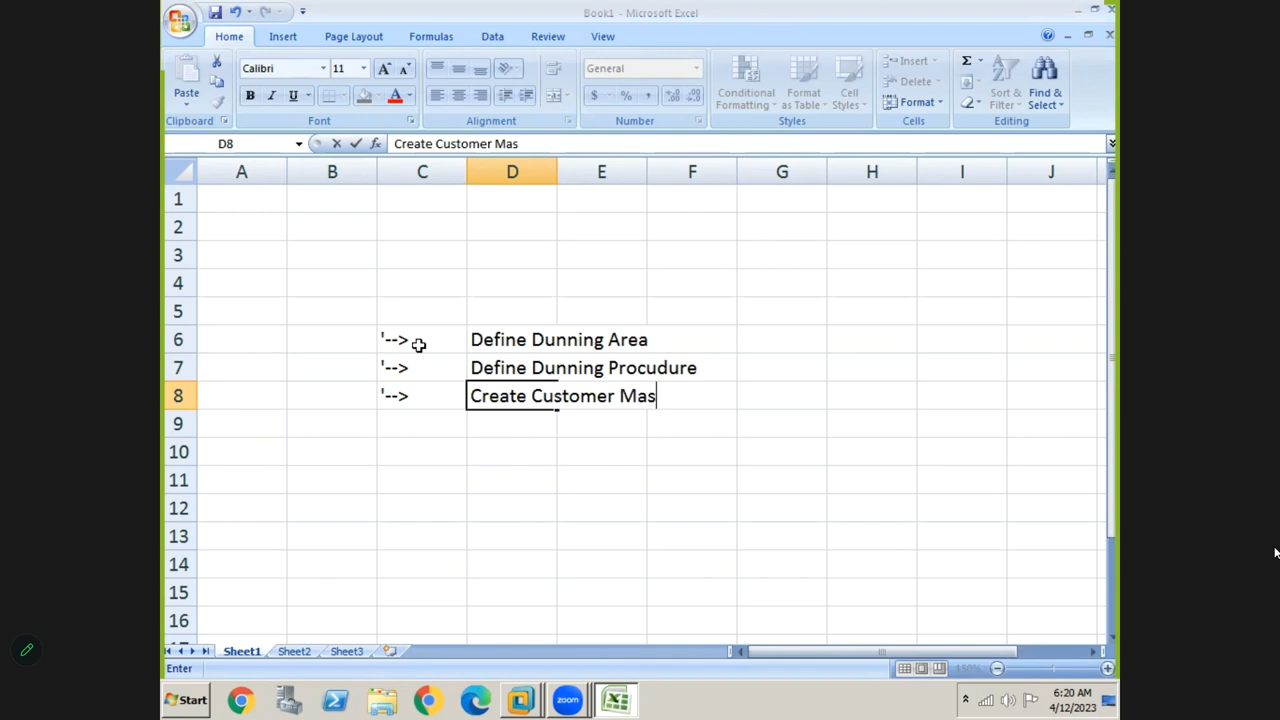 Book1 - Microsoft Excel
Home Insert Page Layout Formulas Data Review View
Calibri 11 A A General Σ Insert
Delete
Paste B I U A $ % , Conditional Formatting Format as Table Cell Styles Format Sort & Filter Find & Select
Clipboard Font Alignment Number Styles Cells Editing
D8 fx Create Customer Mas
A B C D E F G H I J
1
2
3
4
5
6 '--> Define Dunning Area
7 '--> Define Dunning Procudure
8 '--> Create Customer Mas
9
10
11
12
13
14
15
16
Sheet1 Sheet2 Sheet3
Enter 150%
Start zoom 6:20 AM
4/12/2023